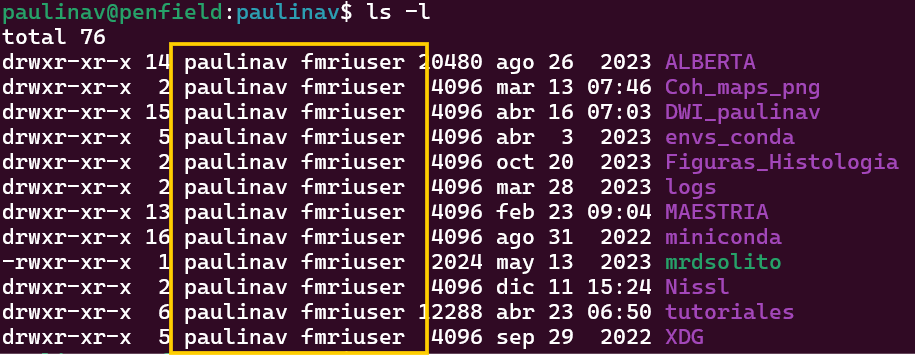 paulinav@penfield:paulinav$ ls -l
total 76
drwxr-xr-x 14 paulinav fmriuser 20480 ago 26  2023 ALBERTA
drwxr-xr-x  2 paulinav fmriuser  4096 mar 13 07:46 Coh_maps_png
drwxr-xr-x 15 paulinav fmriuser  4096 abr 16 07:03 DWI_paulinav
drwxr-xr-x  5 paulinav fmriuser  4096 abr  3  2023 envs_conda
drwxr-xr-x  2 paulinav fmriuser  4096 oct 20  2023 Figuras_Histologia
drwxr-xr-x  2 paulinav fmriuser  4096 mar 28  2023 logs
drwxr-xr-x 13 paulinav fmriuser  4096 feb 23 09:04 MAESTRIA
drwxr-xr-x 16 paulinav fmriuser  4096 ago 31  2022 miniconda
-rwxr-xr-x  1 paulinav fmriuser  2024 may 13  2023 mrdsolito
drwxr-xr-x  2 paulinav fmriuser  4096 dic 11 15:24 Nissl
drwxr-xr-x  6 paulinav fmriuser 12288 abr 23 06:50 tutoriales
drwxr-xr-x  5 paulinav fmriuser  4096 sep 29  2022 XDG